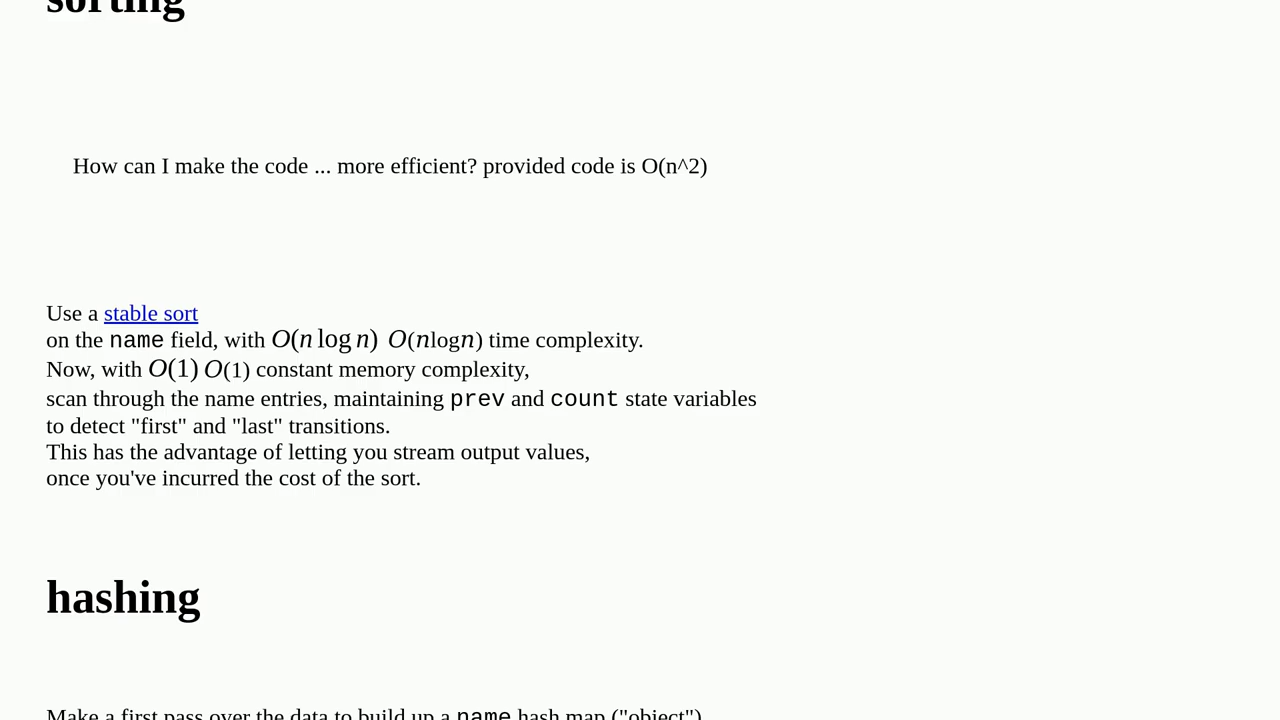 sorting
How can I make the code ... more efficient? provided code is O(n^2)
Use a stable sort
on the name field, with O(n log n) O(nlogn) time complexity.
Now, with O(1) O(1) constant memory complexity,
scan through the name entries, maintaining prev and count state variables
to detect "first" and "last" transitions.
This has the advantage of letting you stream output values,
once you've incurred the cost of the sort.
hashing
Make a first pass over the data to build up a name hash map ("object")